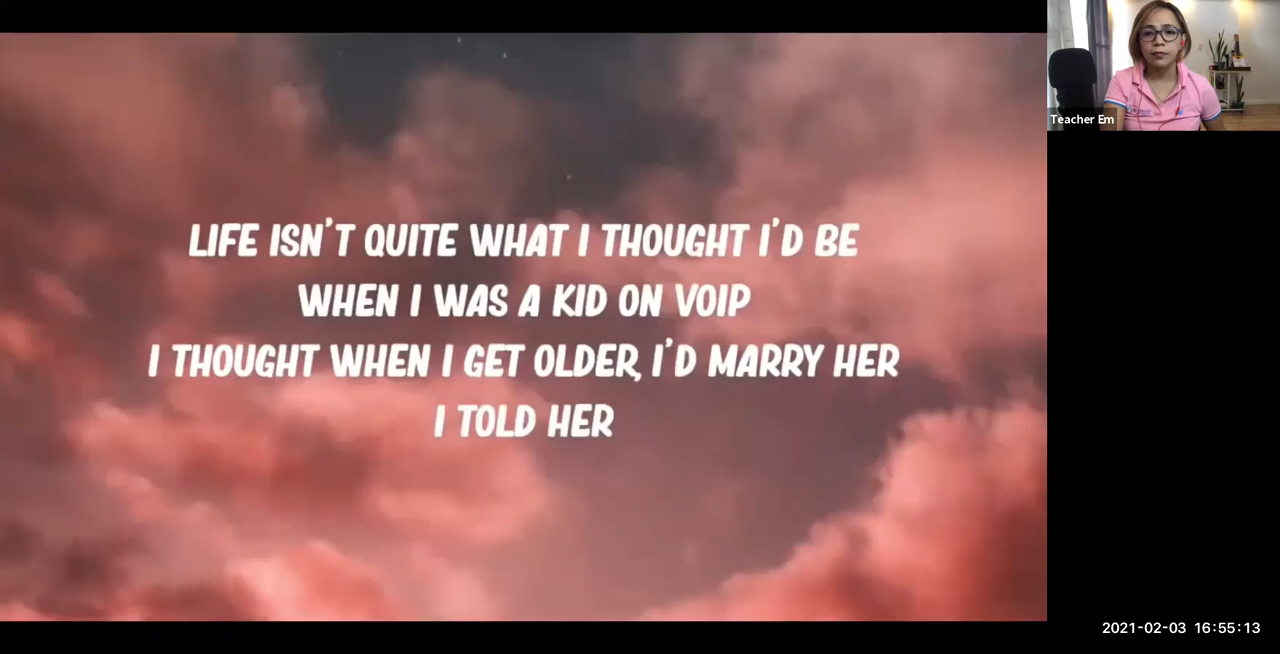 LIFE ISN'T QUITE WHAT I THOUGHT I'D BE
WHEN I WAS A KID ON VOIP
I THOUGHT WHEN I GET OLDER, I'D MARRY HER
I TOLD HER
Teacher Em
2021-02-03 16:55:13